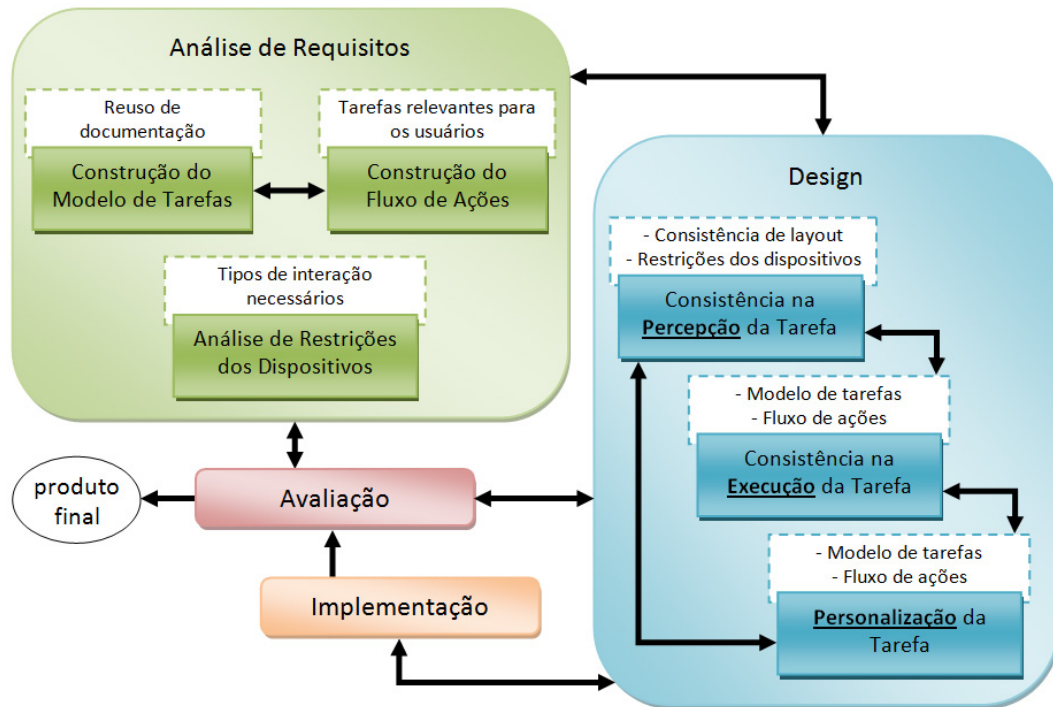 Análise de Requisitos
Reuso de
documentação
Construção do
Modelo de Tarefas
Tarefas relevantes para
os usuários
Construção do
Fluxo de Ações
Tipos de interação
necessários
Análise de Restrições
dos Dispositivos
Design
- Consistência de layout
- Restrições dos dispositivos
Consistência na
Percepção da Tarefa
- Modelo de tarefas
- Fluxo de ações
Consistência na
Execução da Tarefa
- Modelo de tarefas
- Fluxo de ações
Personalização da
Tarefa
produto
final
Avaliação
Implementação